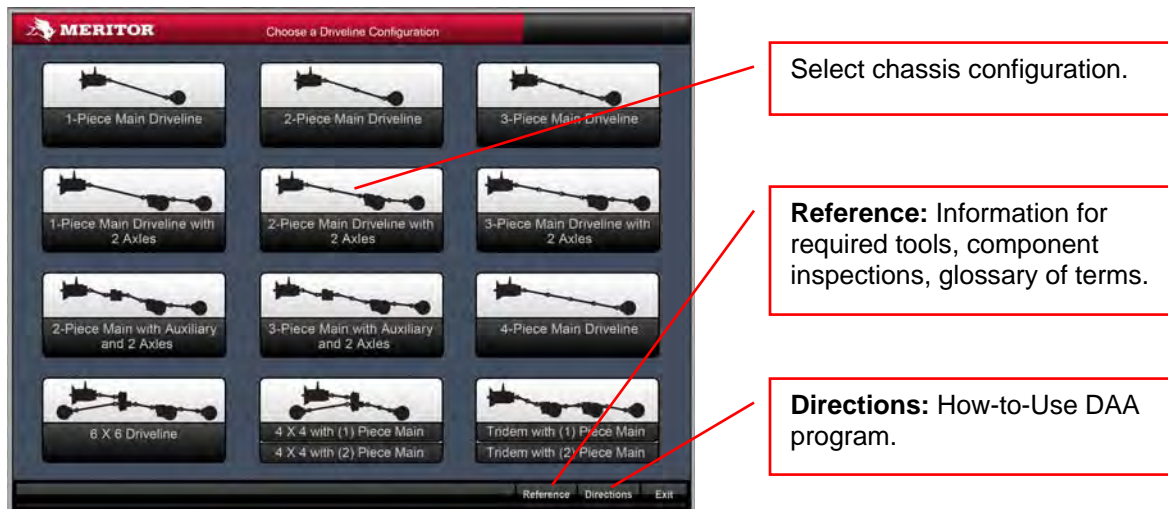 MERITOR
Choose a Driveline Configuration
1-Piece Main Driveline
2-Piece Main Driveline
3-Piece Main Driveline
1-Piece Main Driveline with
2 Axles
2-Piece Main Driveline with
2 Axles
3-Piece Main Driveline with
2 Axles
2-Piece Main with Auxiliary
and 2 Axles
3-Piece Main with Auxiliary
and 2 Axles
4-Piece Main Driveline
6 X 6 Driveline
4 X 4 with (1) Piece Main
4 X 4 with (2) Piece Main
Tridem with (1) Piece Main
Tridem with (2) Piece Main
Reference
Directions
Exit
Select chassis configuration.
Reference: Information for
required tools, component
inspections, glossary of terms.
Directions: How-to-Use DAA
program.